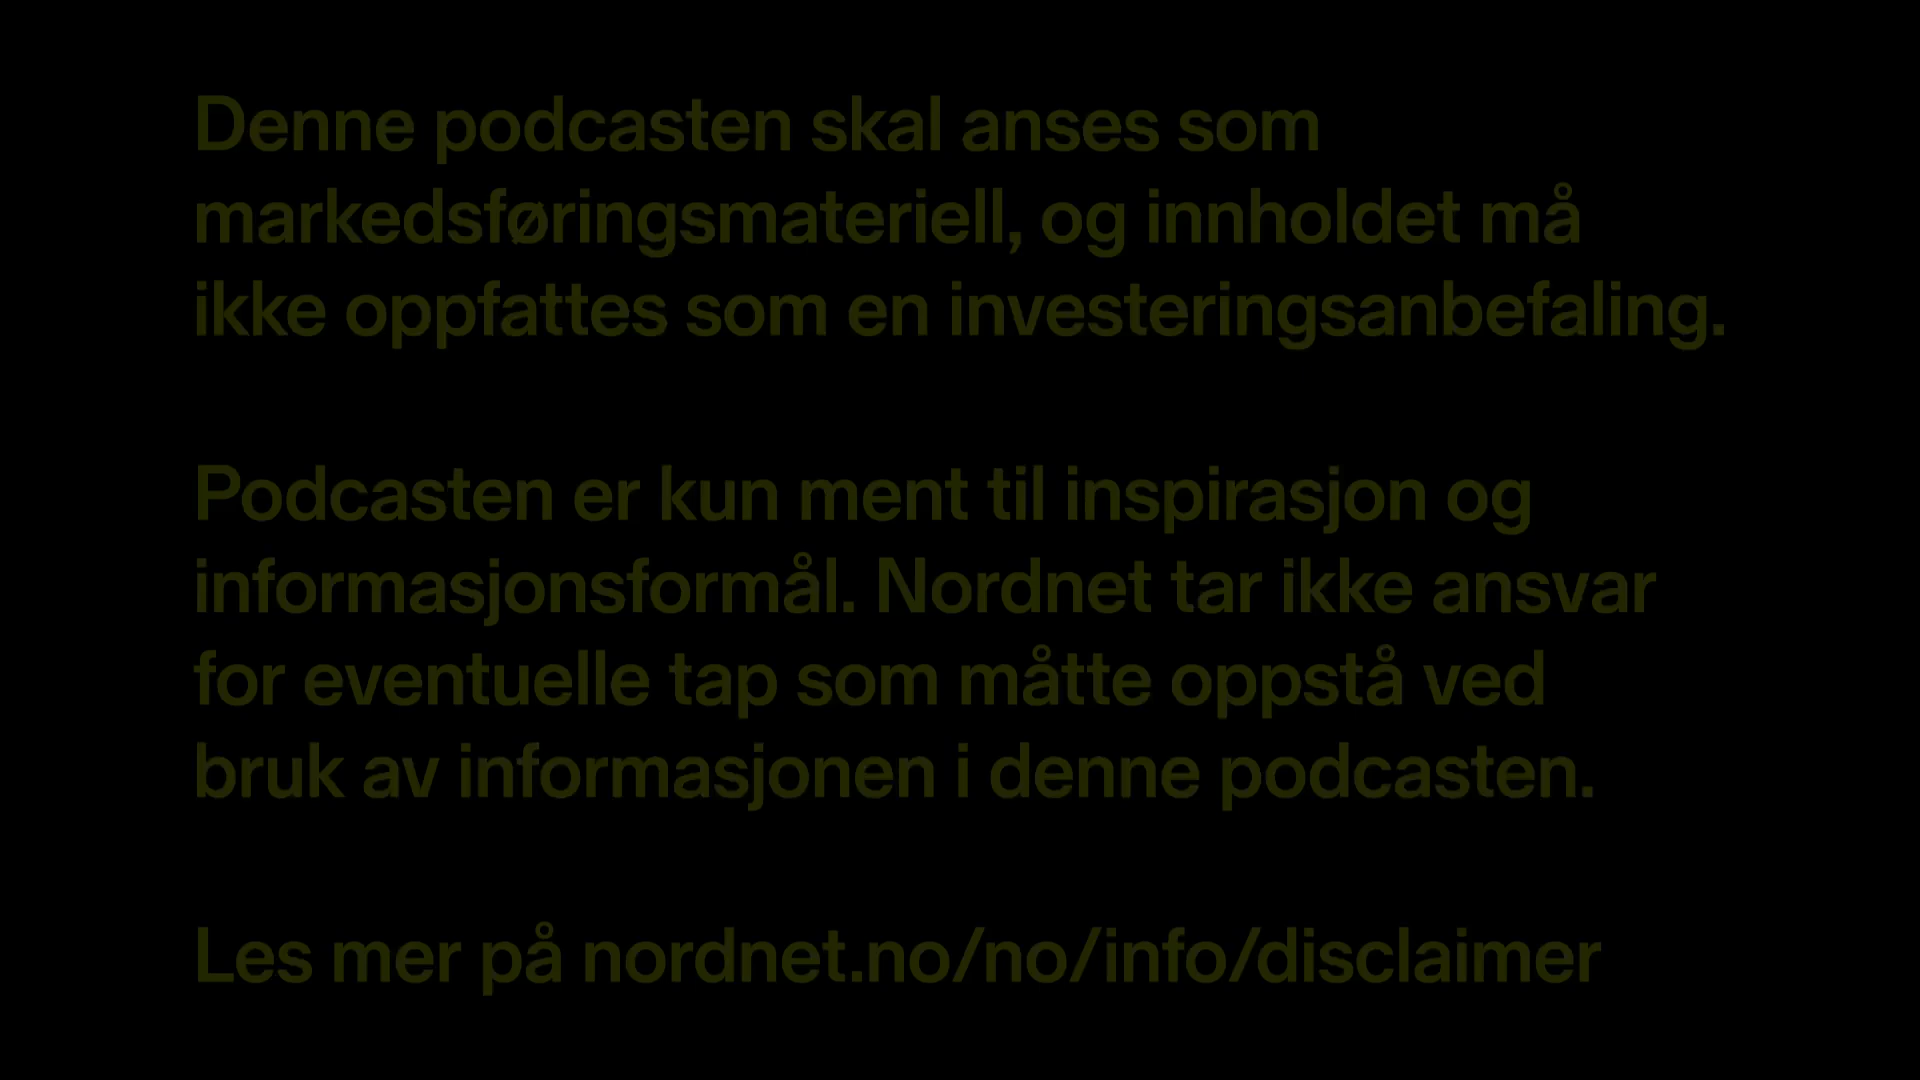 Denne podcasten skal anses som
markedsføringsmateriell, og innholdet må
ikke oppfattes som en investeringsanbefaling.
Podcasten er kun ment til inspirasjon og
informasjonsformål. Nordnet tar ikke ansvar
for eventuelle tap som måtte oppstå ved
bruk av informasjonen i denne podcasten.
Les mer på nordnet.no/no/info/disclaimer